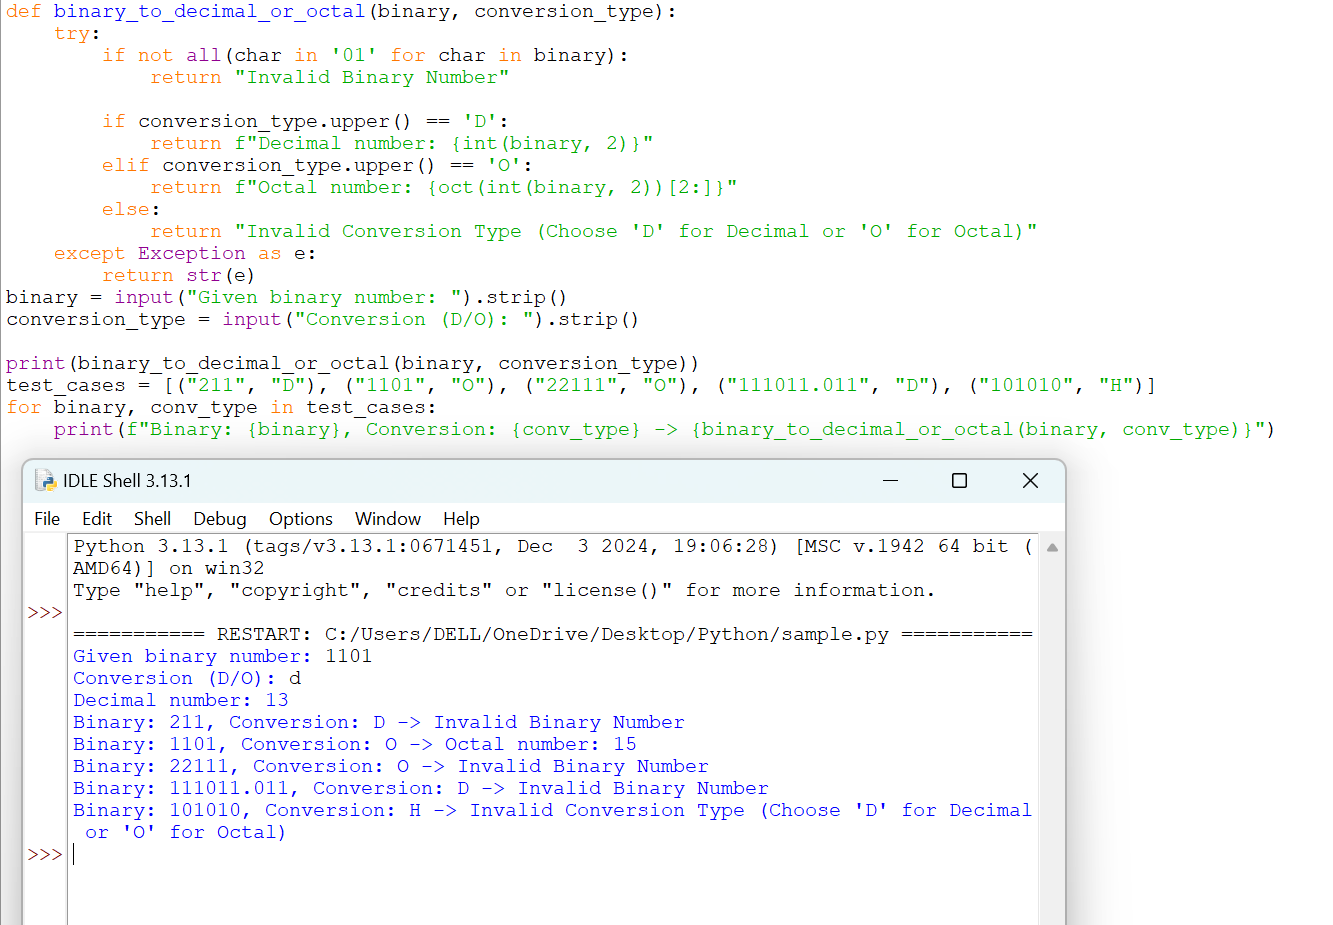 def binary_to_decimal_or_octal(binary, conversion_type):
    try:
        if not all(char in '01' for char in binary):
            return "Invalid Binary Number"

        if conversion_type.upper() == 'D':
            return f"Decimal number: {int(binary, 2)}"
        elif conversion_type.upper() == 'O':
            return f"Octal number: {oct(int(binary, 2))[2:]}"
        else:
            return "Invalid Conversion Type (Choose 'D' for Decimal or 'O' for Octal)"
    except Exception as e:
        return str(e)
binary = input("Given binary number: ").strip()
conversion_type = input("Conversion (D/O): ").strip()

print(binary_to_decimal_or_octal(binary, conversion_type))
test_cases = [("211", "D"), ("1101", "O"), ("22111", "O"), ("111011.011", "D"), ("101010", "H")]
for binary, conv_type in test_cases:
    print(f"Binary: {binary}, Conversion: {conv_type} -> {binary_to_decimal_or_octal(binary, conv_type)}")
IDLE Shell 3.13.1
File Edit Shell Debug Options Window Help
Python 3.13.1 (tags/v3.13.1:0671451, Dec  3 2024, 19:06:28) [MSC v.1942 64 bit (
AMD64)] on win32
Type "help", "copyright", "credits" or "license()" for more information.
>>>
=========== RESTART: C:/Users/DELL/OneDrive/Desktop/Python/sample.py ===========
Given binary number: 1101
Conversion (D/O): d
Decimal number: 13
Binary: 211, Conversion: D -> Invalid Binary Number
Binary: 1101, Conversion: O -> Octal number: 15
Binary: 22111, Conversion: O -> Invalid Binary Number
Binary: 111011.011, Conversion: D -> Invalid Binary Number
Binary: 101010, Conversion: H -> Invalid Conversion Type (Choose 'D' for Decimal
 or 'O' for Octal)
>>>